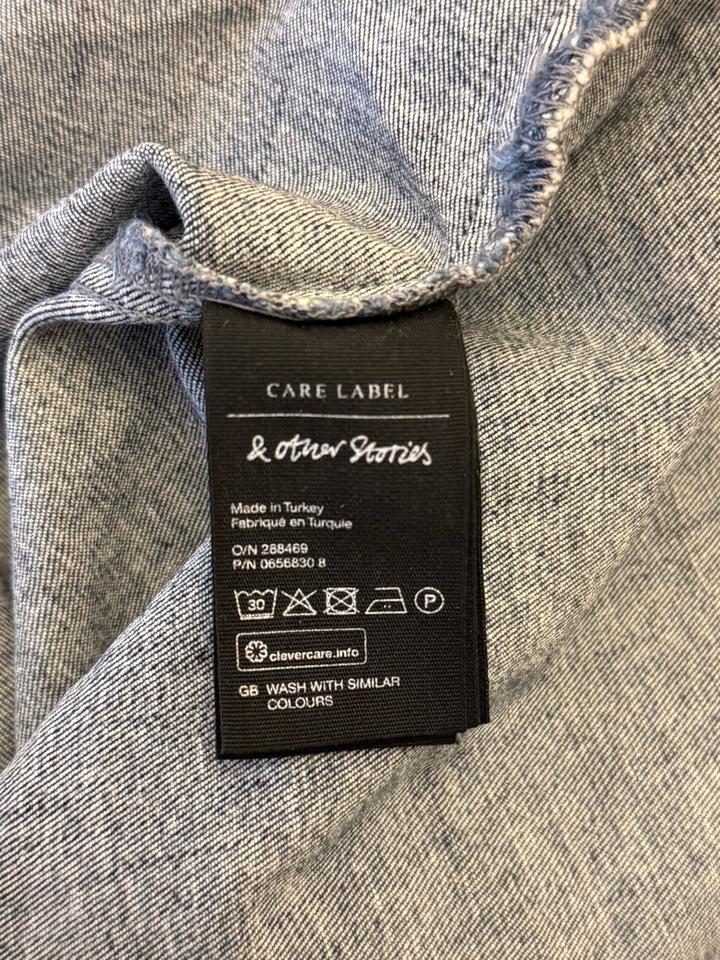 CARE LABEL
& other Stories
Made in Turkey
Fabriqué en Turquie
O/N 268469
P/N 0656830 8
30 P
clevercare.info
GB WASH WITH SIMILAR
COLOURS